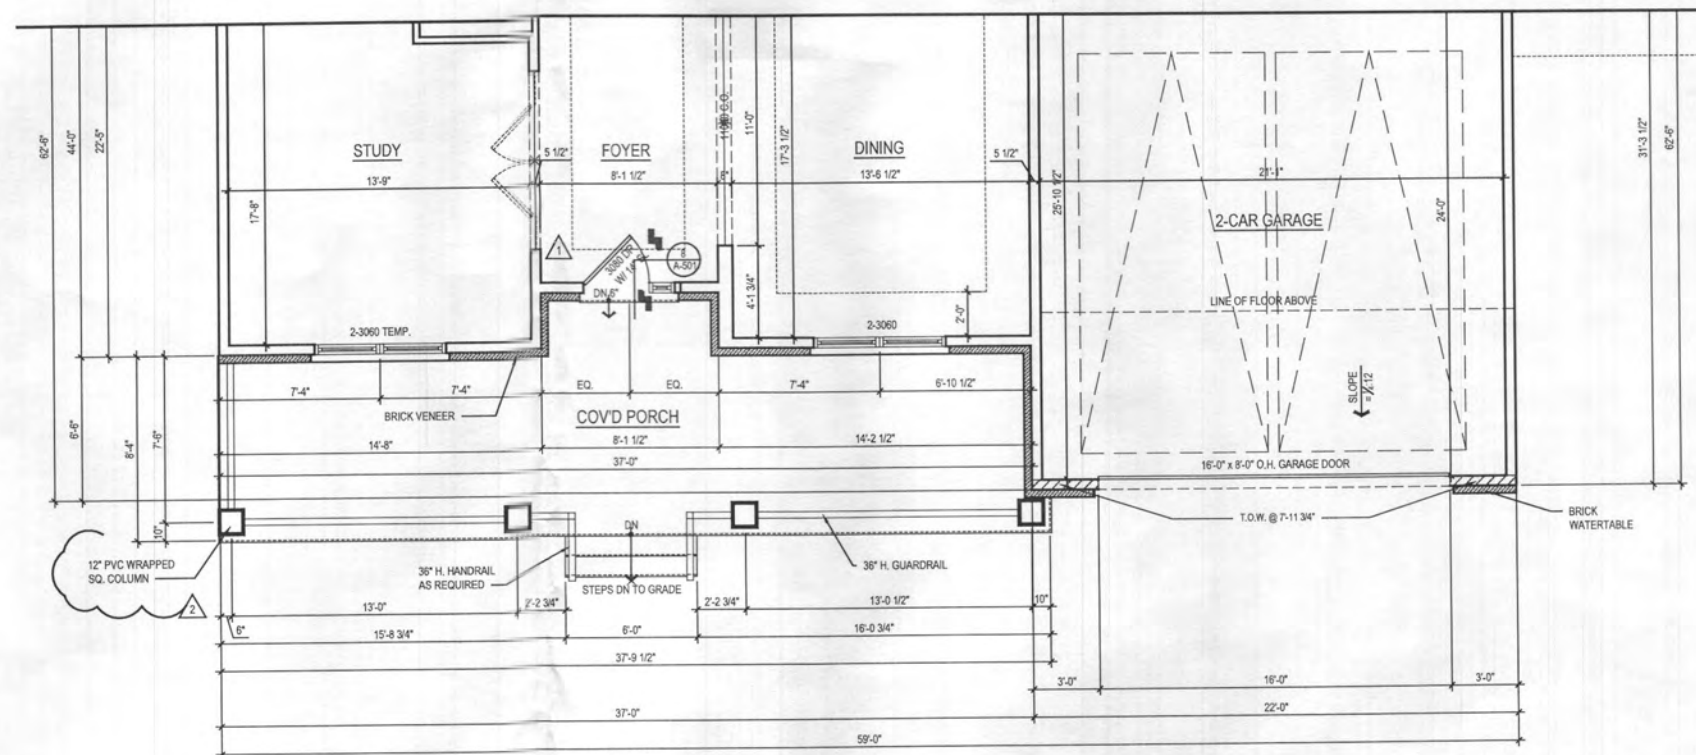 62'-6"
44'-0"
22'-5"
STUDY
13'-9"
17'-8"
5 1/2"
FOYER
8'-1 1/2"
6"
11'-0"
17'-3 1/2"
DINING
13'-6 1/2"
5 1/2"
25'-10 1/2"
2-CAR GARAGE
24'-0"
31'-3 1/2"
62'-6"
1
3080 DR
8
A-501
DN 6"
4'-1 3/4"
2'-0"
LINE OF FLOOR ABOVE
2-3060 TEMP.
2-3060
7'-4"
7'-4"
EQ.
EQ.
7'-4"
6'-10 1/2"
SLOPE
BRICK VENEER
COV'D PORCH
6'-6"
8'-4"
7'-6"
14'-8"
8'-1 1/2"
14'-2 1/2"
37'-0"
16'-0" x 8'-0" O.H. GARAGE DOOR
10"
DN
T.O.W. @ 7'-11 3/4"
BRICK
WATERTABLE
12" PVC WRAPPED
SQ. COLUMN
36" H. HANDRAIL
AS REQUIRED
STEPS DN TO GRADE
36" H. GUARDRAIL
2
13'-0"
2'-2 3/4"
2'-2 3/4"
13'-0 1/2"
10"
6"
15'-8 3/4"
6'-0"
16'-0 3/4"
37'-9 1/2"
3'-0"
16'-0"
3'-0"
37'-0"
22'-0"
59'-0"